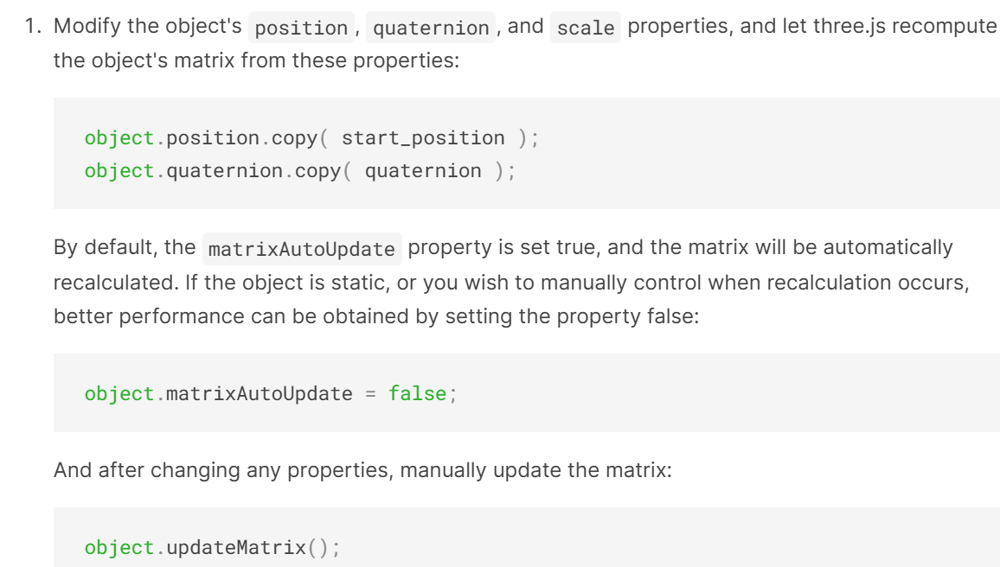 1. Modify the object's position, quaternion, and scale properties, and let three.js recompute
the object's matrix from these properties:
object.position.copy( start_position );
object.quaternion.copy( quaternion );
By default, the matrixAutoUpdate property is set true, and the matrix will be automatically
recalculated. If the object is static, or you wish to manually control when recalculation occurs,
better performance can be obtained by setting the property false:
object.matrixAutoUpdate = false;
And after changing any properties, manually update the matrix:
object.updateMatrix();